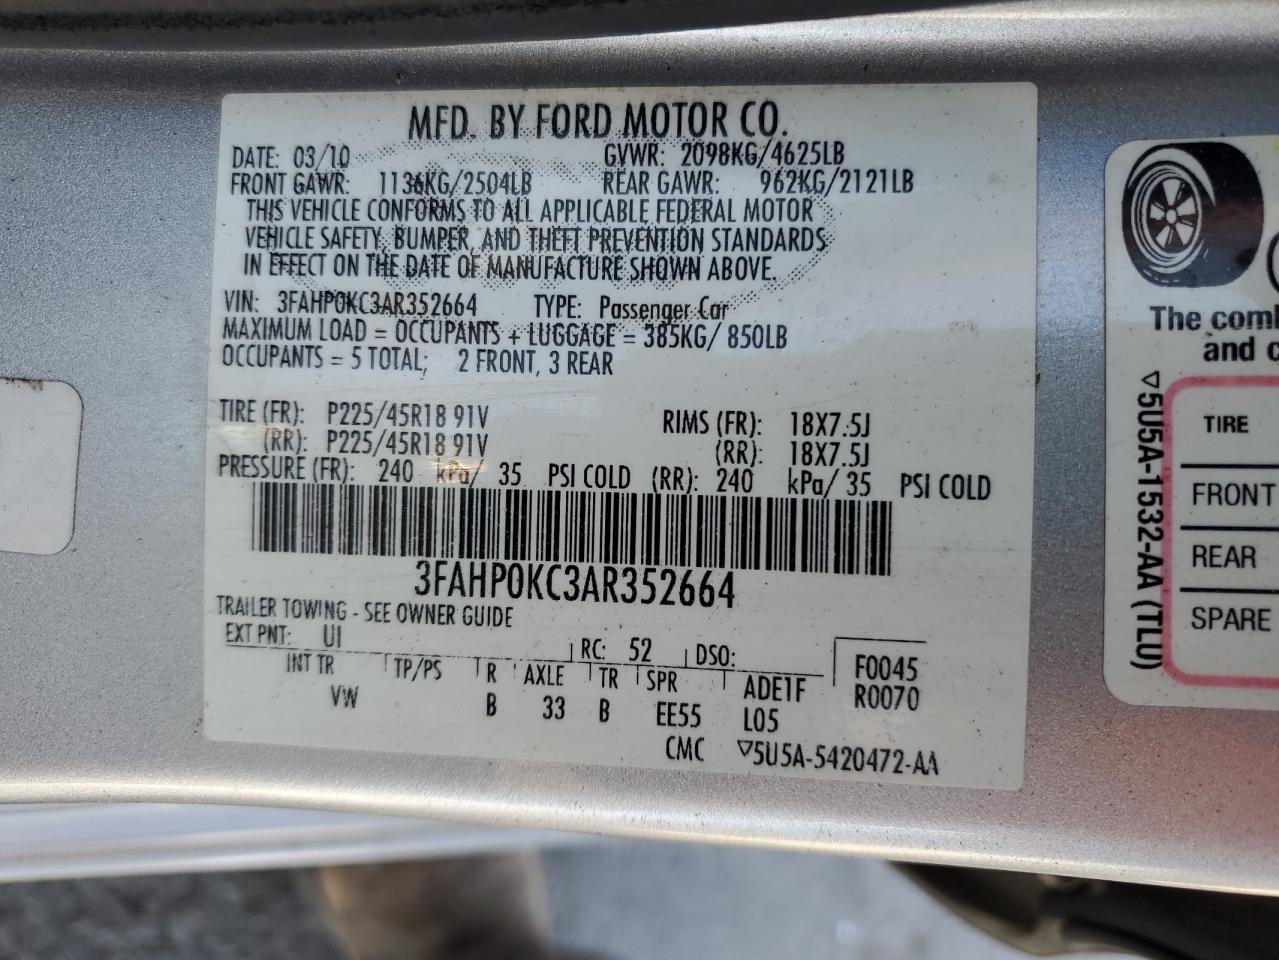 MFD. BY FORD MOTOR CO.
DATE: 03/10 GVWR: 2098KG/4625LB
FRONT GAWR: 1136KG/2504LB REAR GAWR: 962KG/2121LB
THIS VEHICLE CONFORMS TO ALL APPLICABLE FEDERAL MOTOR
VEHICLE SAFETY, BUMPER, AND THEFT PREVENTION STANDARDS
IN EFFECT ON THE DATE OF MANUFACTURE SHOWN ABOVE.
VIN: 3FAHP0KC3AR352664 TYPE: Passenger Car
MAXIMUM LOAD = OCCUPANTS + LUGGAGE = 385KG/ 850LB
OCCUPANTS = 5 TOTAL; 2 FRONT, 3 REAR
TIRE (FR): P225/45R18 91V RIMS (FR): 18X7.5J
(RR): P225/45R18 91V (RR): 18X7.5J
PRESSURE (FR): 240 kPa/ 35 PSI COLD (RR): 240 kPa/ 35 PSI COLD
3FAHP0KC3AR352664
TRAILER TOWING - SEE OWNER GUIDE
EXT PNT: UI RC: 52 DSO: F0045
INT TR TP/PS R AXLE TR SPR ADE1F R0070
VW B 33 B EE55 L05
CMC ▽5U5A-5420472-AA
The
and
▽5U5A-1532-AA (TLU)
TIRE
FRONT
REAR
SPARE